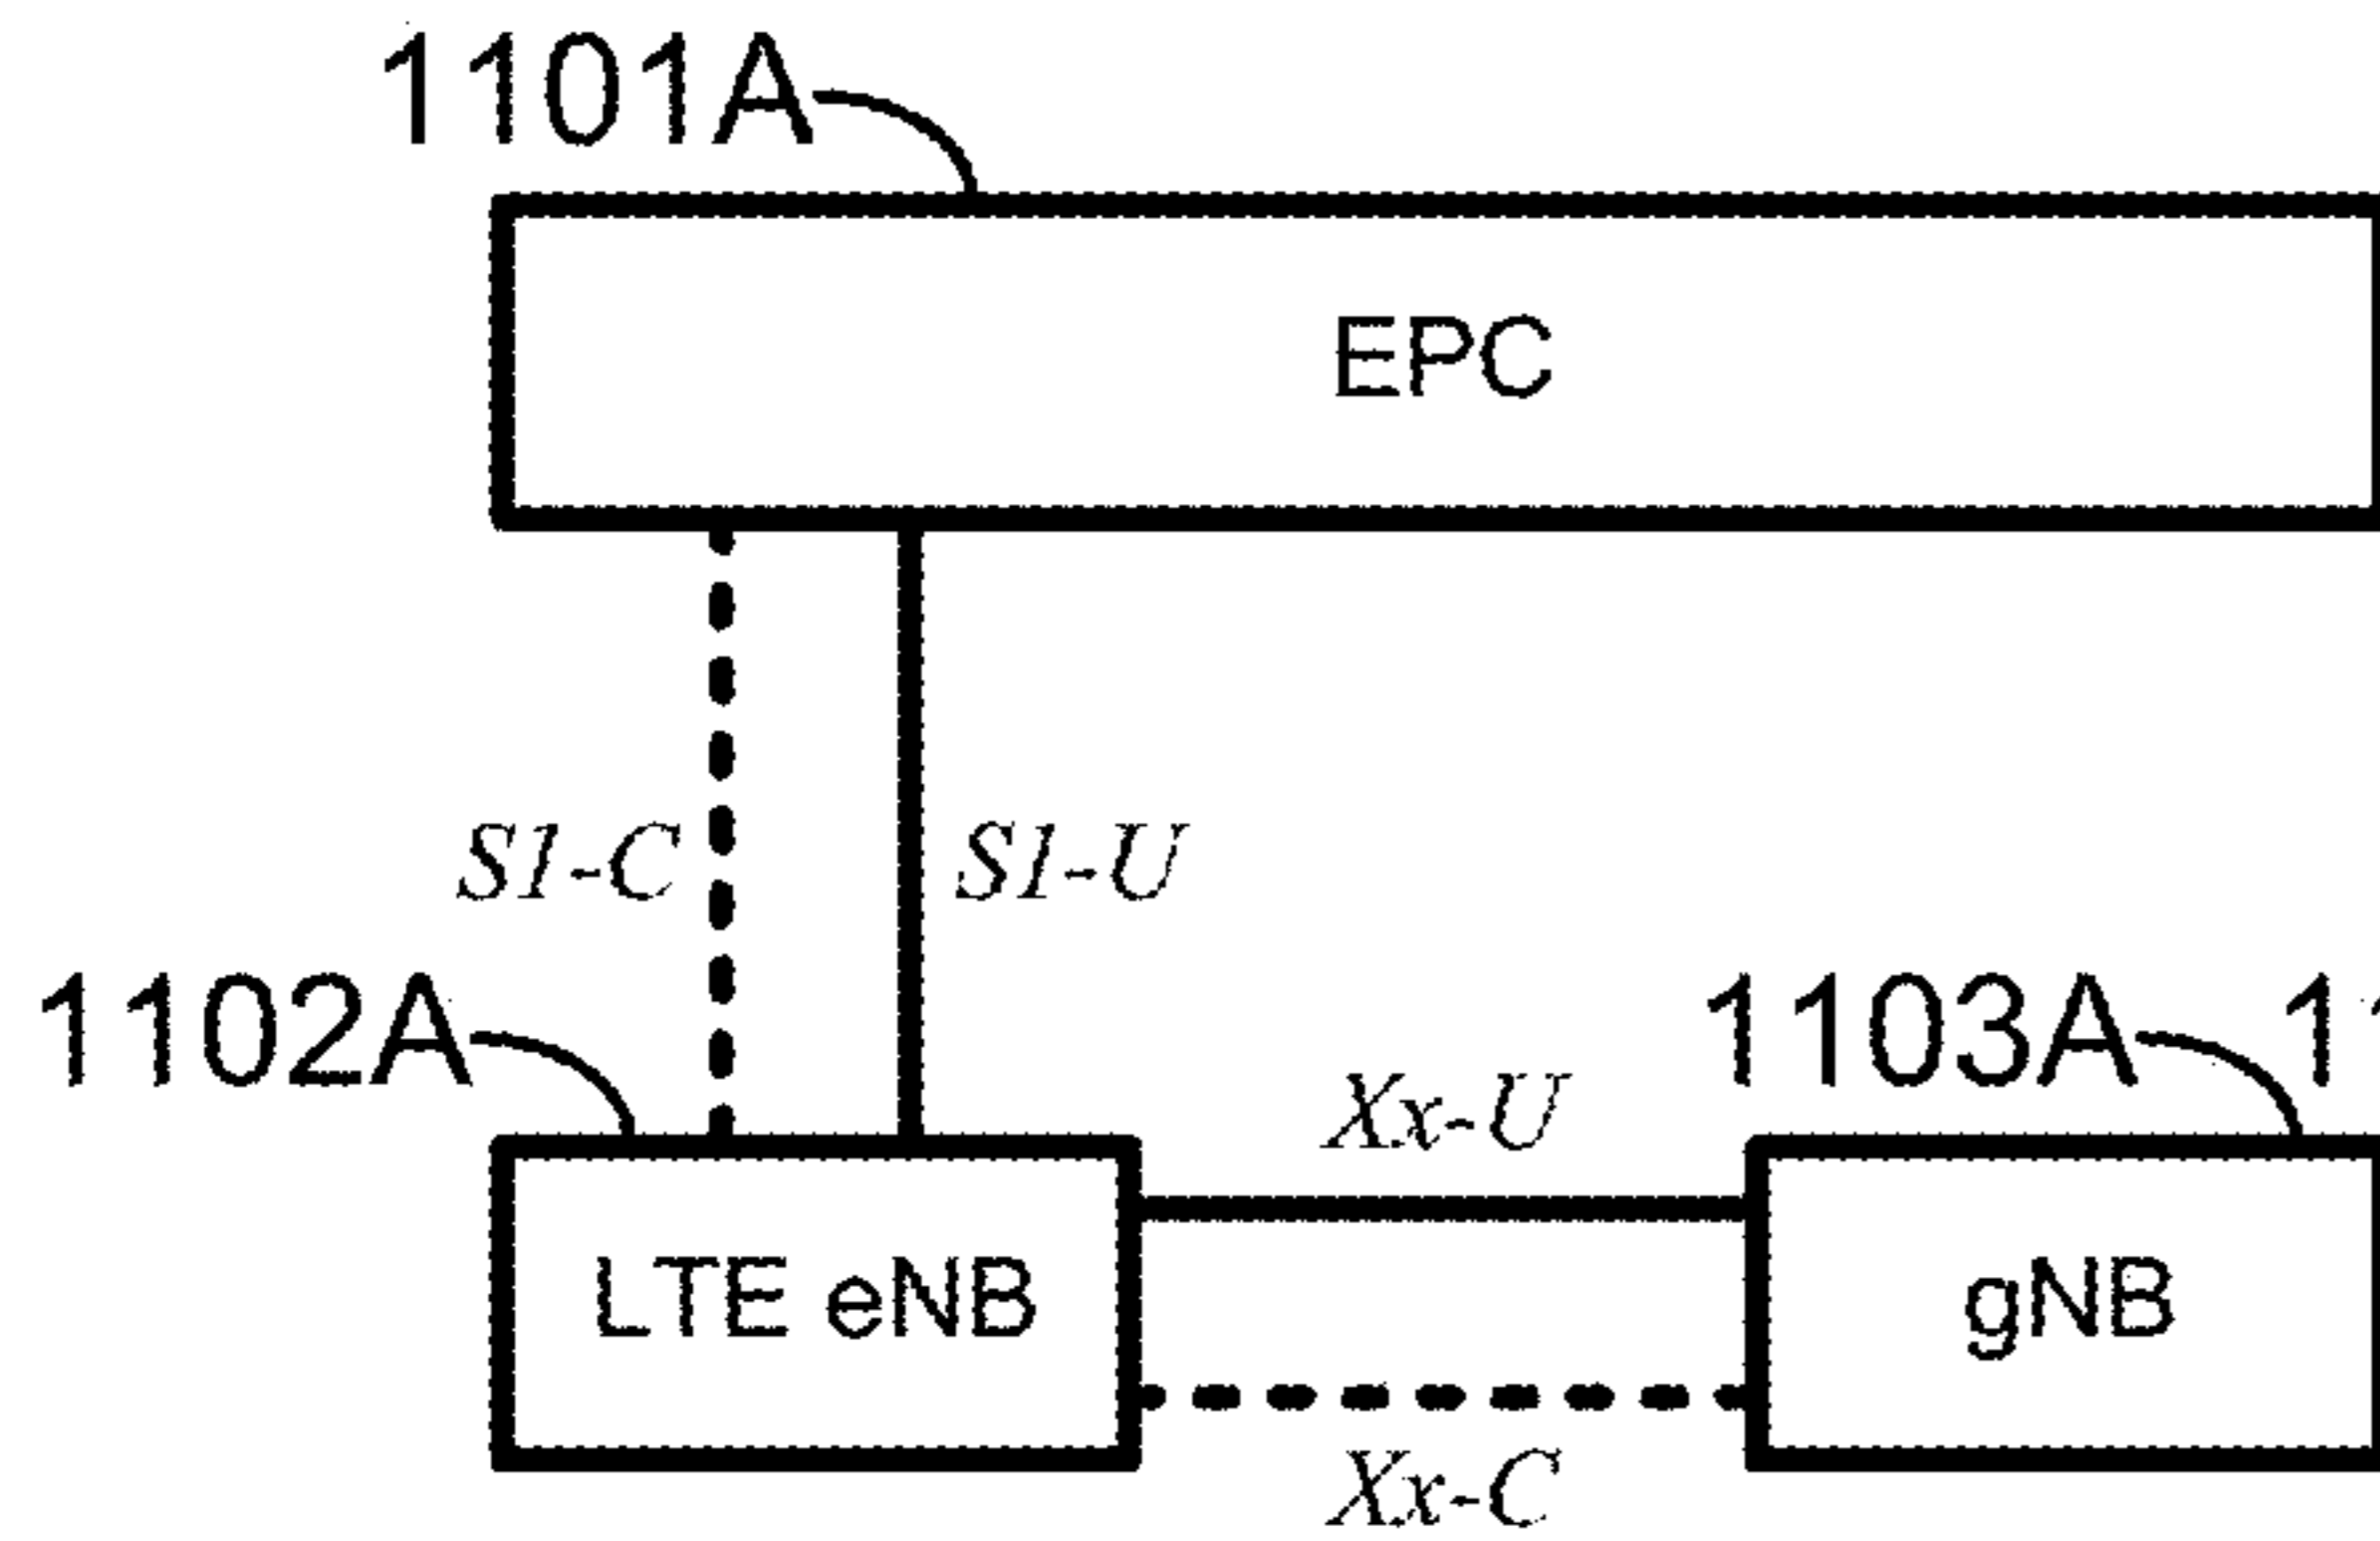 1101A
EPC
S1-C
S1-U
1102A
1103A
Xx-U
LTE eNB
gNB
Xx-C